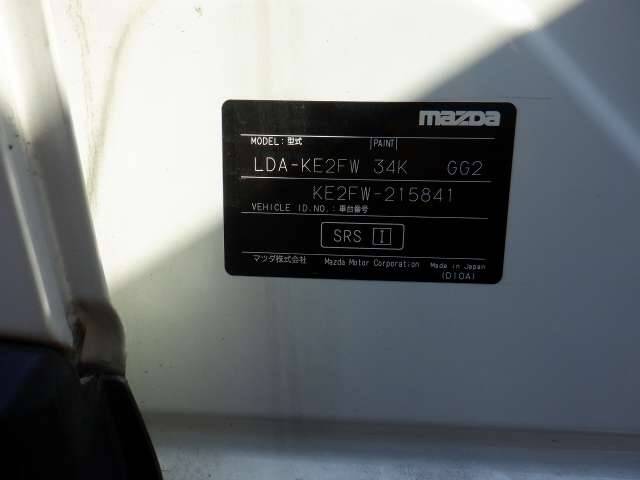 mazda
MODEL: 型式 PAINT
LDA-KE2FW 34K GG2
KE2FW-215841
VEHICLE ID.NO.: 車台番号
SRS I
マツダ株式会社 Mazda Motor Corporation Made in Japan
(D10A)